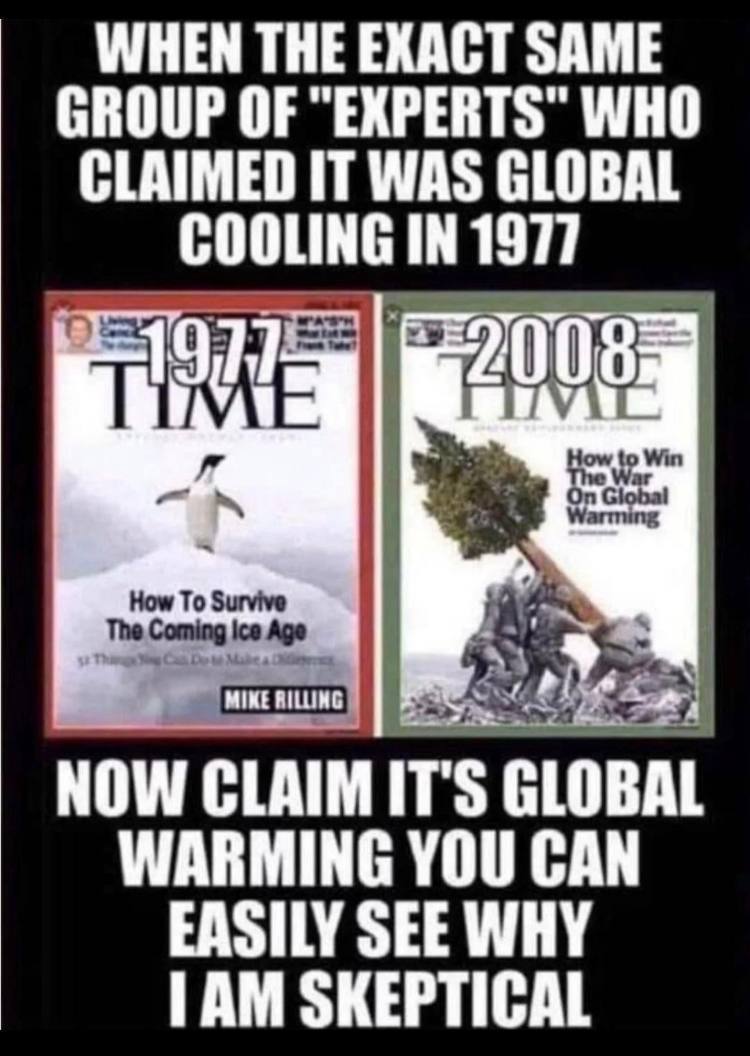 WHEN THE EXACT SAME
GROUP OF "EXPERTS" WHO
CLAIMED IT WAS GLOBAL
COOLING IN 1977
1977
TIME
How To Survive
The Coming Ice Age
MIKE RILLING
2008
TIME
How to Win
The War
On Global
Warming
NOW CLAIM IT'S GLOBAL
WARMING YOU CAN
EASILY SEE WHY
I AM SKEPTICAL